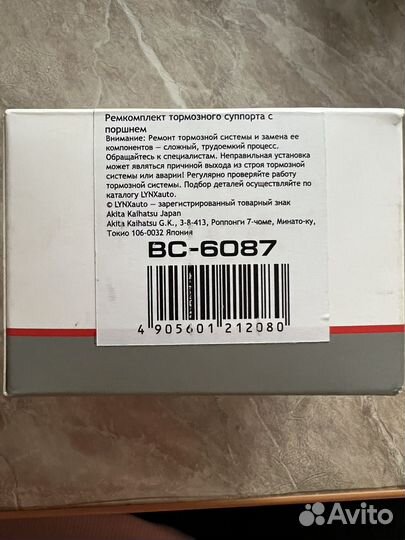 Ремкомплект тормозного суппорта с
поршнем
Внимание: Ремонт тормозной системы и замена ее
компонентов – сложный, трудоемкий процесс.
Обращайтесь к специалистам. Неправильная установка
может являться причиной выхода из строя тормозной
системы или аварии! Регулярно проверяйте работу
тормозной системы. Подбор деталей осуществляйте по
каталогу LYNXauto.
© LYNXauto – зарегистрированный товарный знак
Akita Kaihatsu Japan
Akita Kaihatsu G.K., 3-8-413, Роппонги 7-чоме, Минато-ку,
Токио 106-0032 Япония
BC-6087
4 905601 212080
Avito